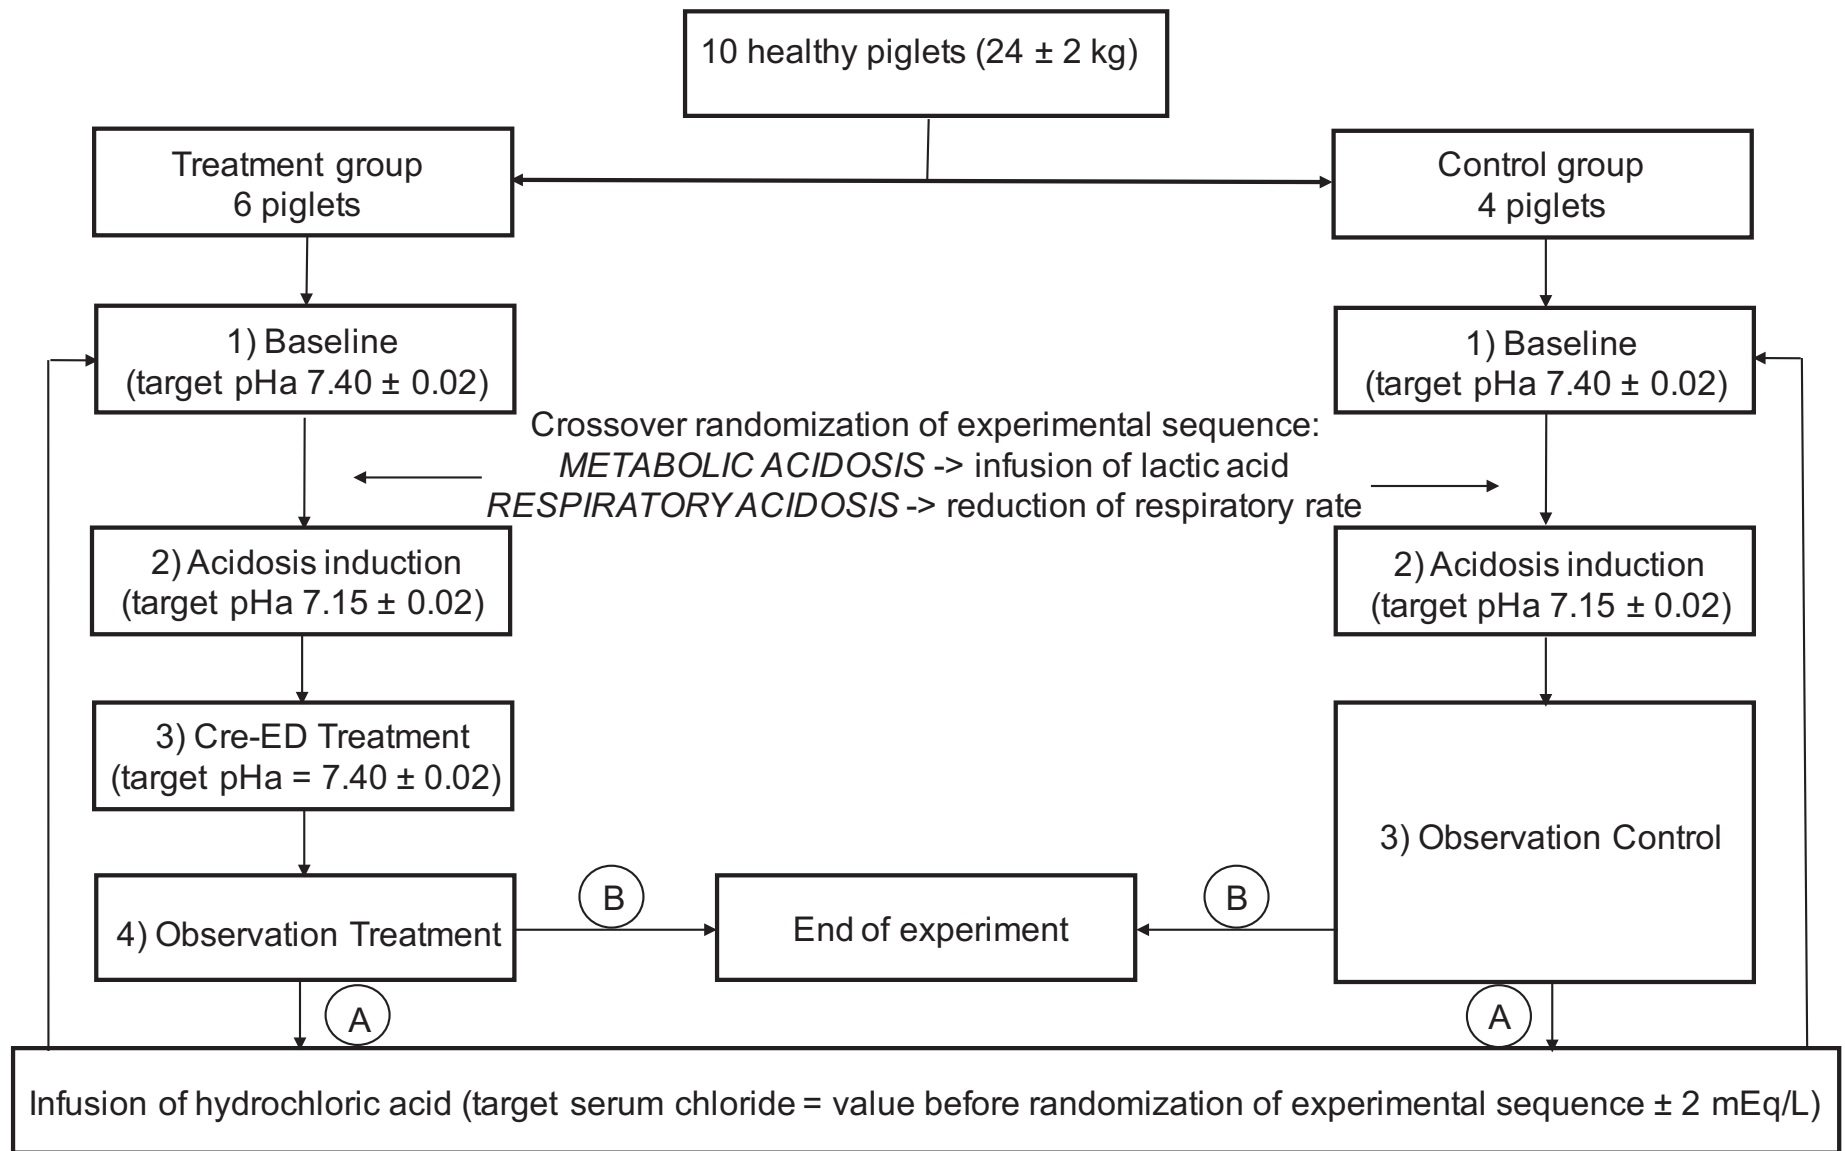 10 healthy piglets (24 ± 2 kg)
Treatment group
6 piglets
Control group
4 piglets
1) Baseline
(target pHa 7.40 ± 0.02)
1) Baseline
(target pHa 7.40 ± 0.02)
Crossover randomization of experimental sequence:
METABOLIC ACIDOSIS -> infusion of lactic acid
RESPIRATORY ACIDOSIS -> reduction of respiratory rate
2) Acidosis induction
(target pHa 7.15 ± 0.02)
2) Acidosis induction
(target pHa 7.15 ± 0.02)
3) Cre-ED Treatment
(target pHa = 7.40 ± 0.02)
3) Observation Control
4) Observation Treatment
B
End of experiment
B
A
A
Infusion of hydrochloric acid (target serum chloride = value before randomization of experimental sequence ± 2 mEq/L)